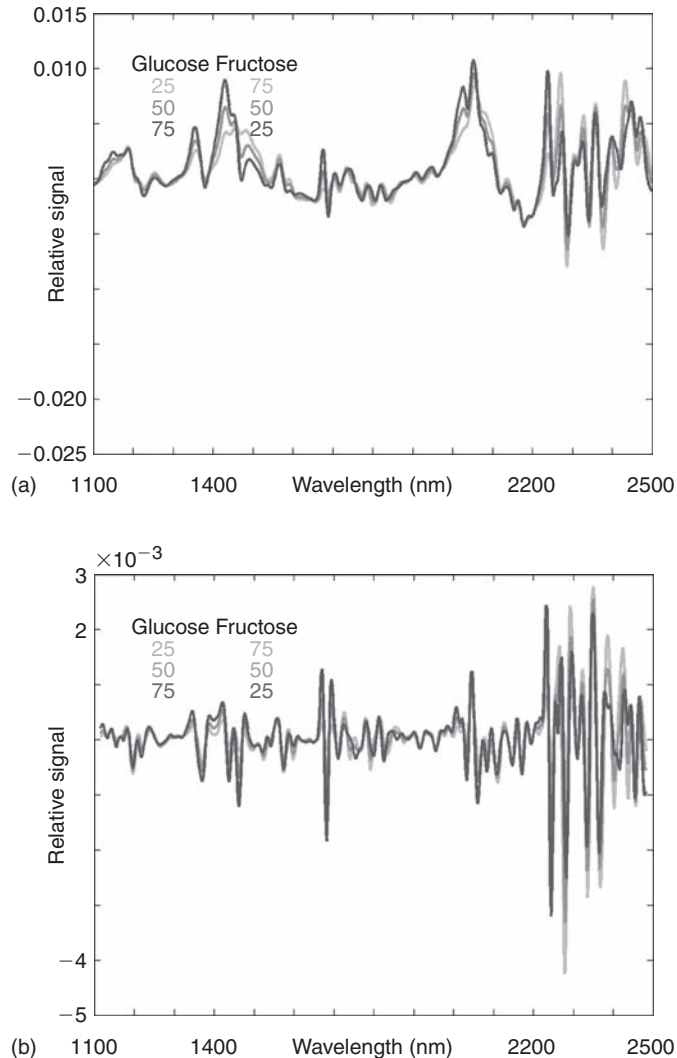 0.015
0.010
Glucose Fructose
25 75
50 50
75 25
Relative signal
−0.020
−0.025
(a) 1100 1400 Wavelength (nm) 2200 2500
×10−3
3
2
Glucose Fructose
25 75
50 50
75 25
Relative signal
−4
−5
(b) 1100 1400 Wavelength (nm) 2200 2500